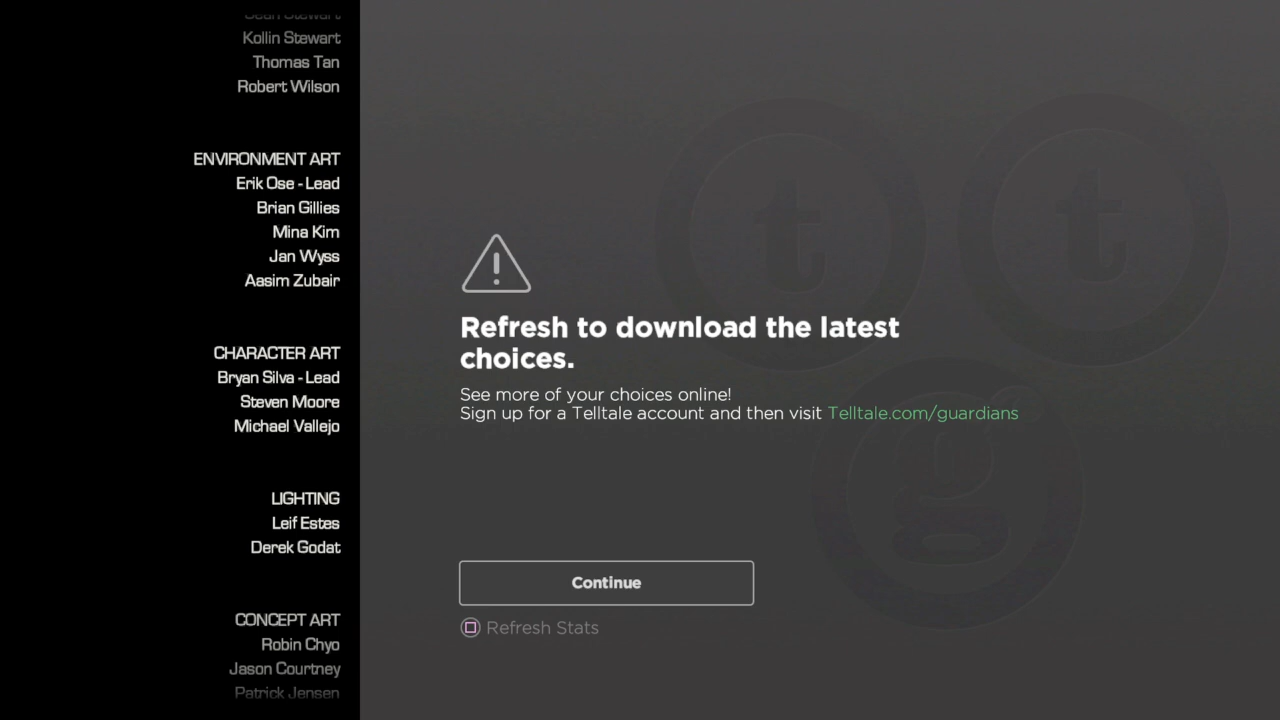 Sean Stewart
Kollin Stewart
Thomas Tan
Robert Wilson
ENVIRONMENT ART
Erik Ose - Lead
Brian Gillies
Mina Kim
Jan Wyss
Aasim Zubair
CHARACTER ART
Bryan Silva - Lead
Steven Moore
Michael Vallejo
LIGHTING
Leif Estes
Derek Godat
CONCEPT ART
Robin Chyo
Jason Courtney
Patrick Jensen
t t
g
Refresh to download the latest
choices.
See more of your choices online!
Sign up for a Telltale account and then visit Telltale.com/guardians
Continue
Refresh Stats